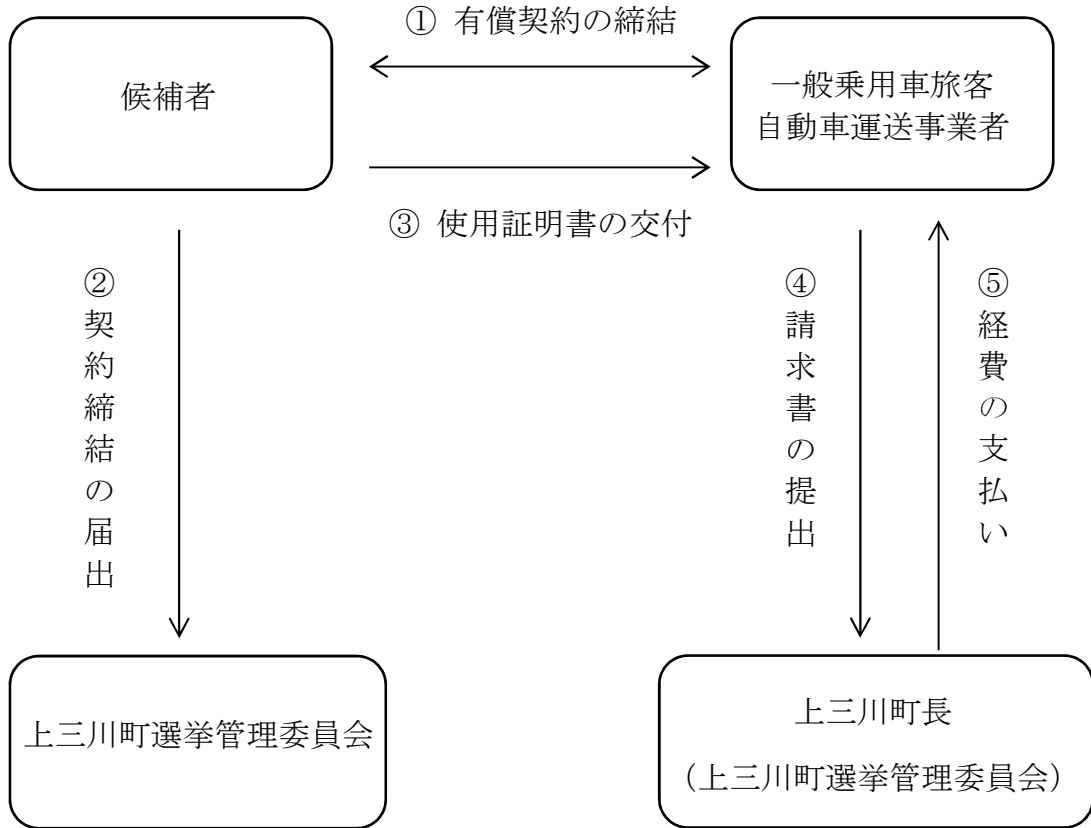 ① 有償契約の締結
候補者
一般乗用車旅客
自動車運送事業者
③ 使用証明書の交付
②契約締結の届出
④請求書の提出
⑤経費の支払い
上三川町選挙管理委員会
上三川町長
（上三川町選挙管理委員会）